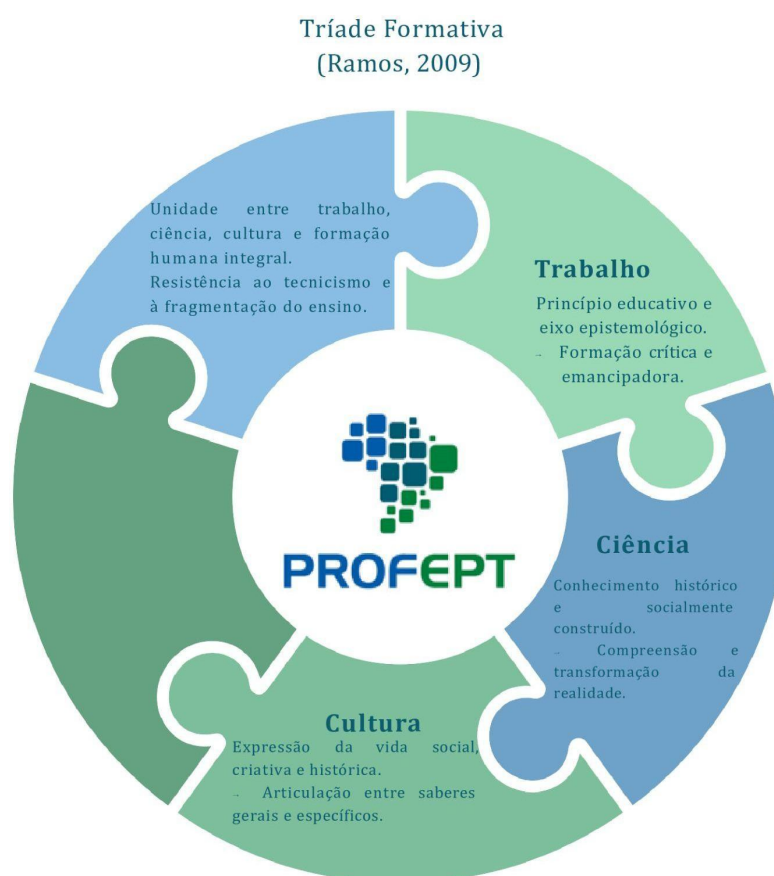 Tríade Formativa
(Ramos, 2009)
Unidade entre trabalho,
ciência, cultura e formação
humana integral.
Resistência ao tecnicismo e
à fragmentação do ensino.
Trabalho
Princípio educativo e
eixo epistemológico.
→ Formação crítica e
emancipadora.
Ciência
Conhecimento histórico
e socialmente
construído.
→ Compreensão e
transformação da
realidade.
Cultura
Expressão da vida social,
criativa e histórica.
→ Articulação entre saberes
gerais e específicos.
PROFEPT